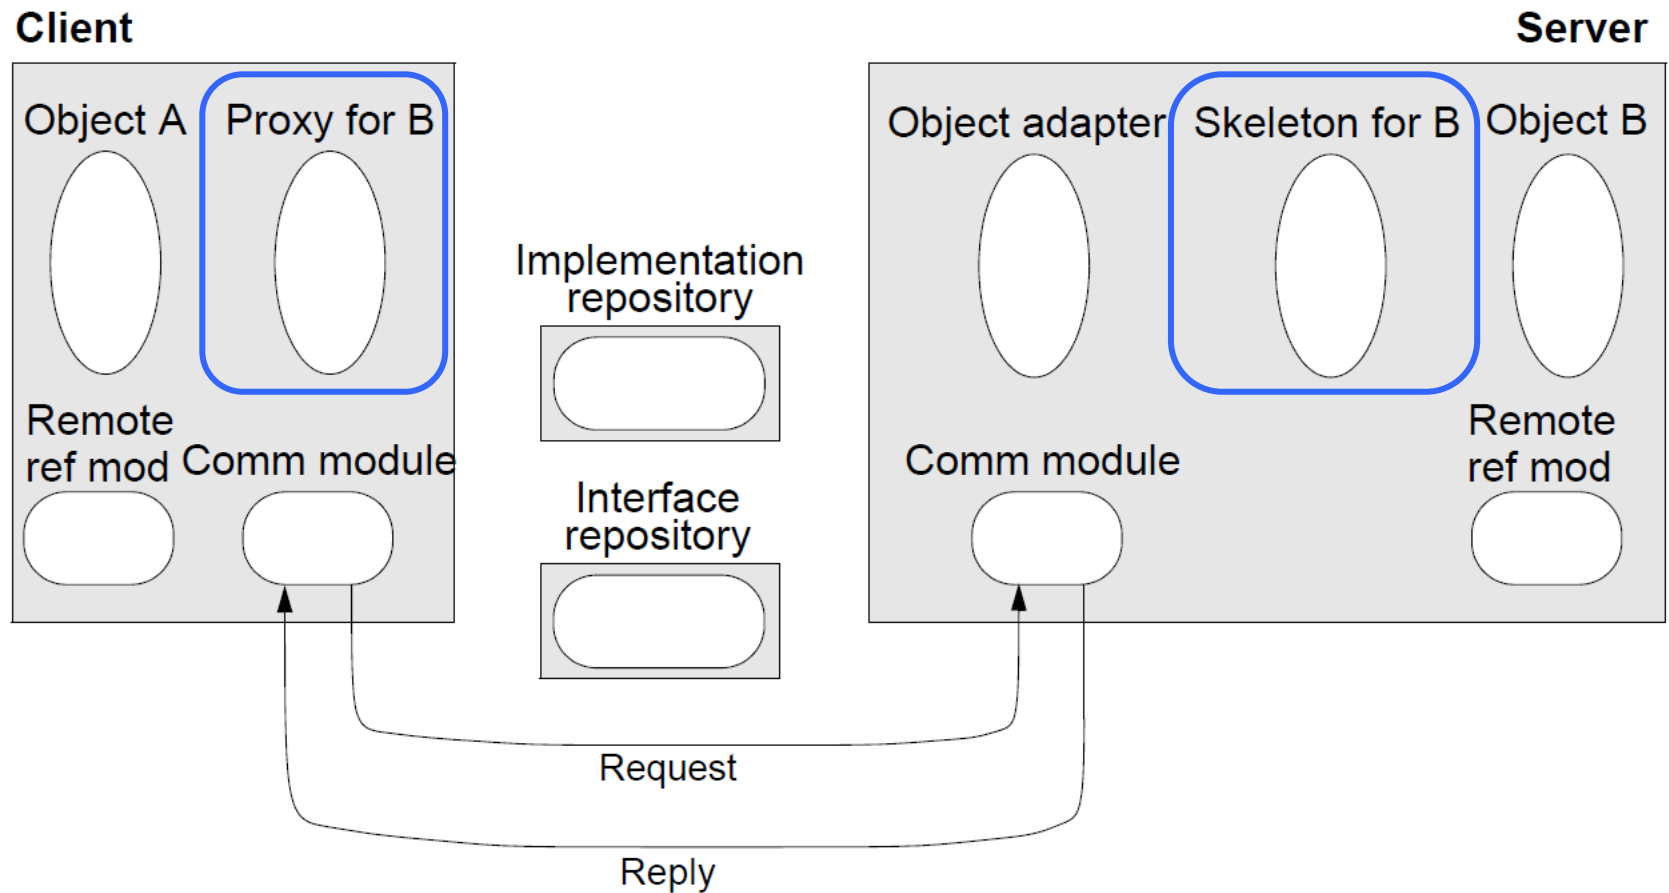 Client
Server
Object A
Proxy for B
Object adapter
Skeleton for B
Object B
Implementation
repository
Remote
ref mod
Comm module
Interface
repository
Comm module
Remote
ref mod
Request
Reply